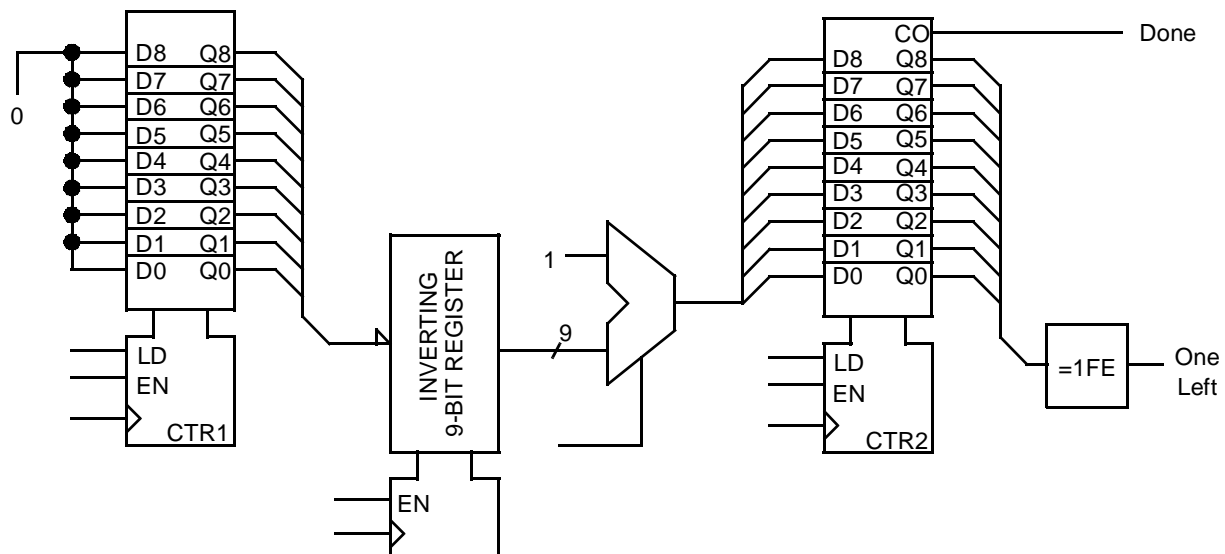 D8 Q8
D7 Q7
D6 Q6
D5 Q5
D4 Q4
D3 Q3
D2 Q2
D1 Q1
D0 Q0
0
LD
EN
CTR1
INVERTING
9-BIT REGISTER
EN
1
9
CO
D8 Q8
D7 Q7
D6 Q6
D5 Q5
D4 Q4
D3 Q3
D2 Q2
D1 Q1
D0 Q0
LD
EN
CTR2
Done
=1FE
One
Left